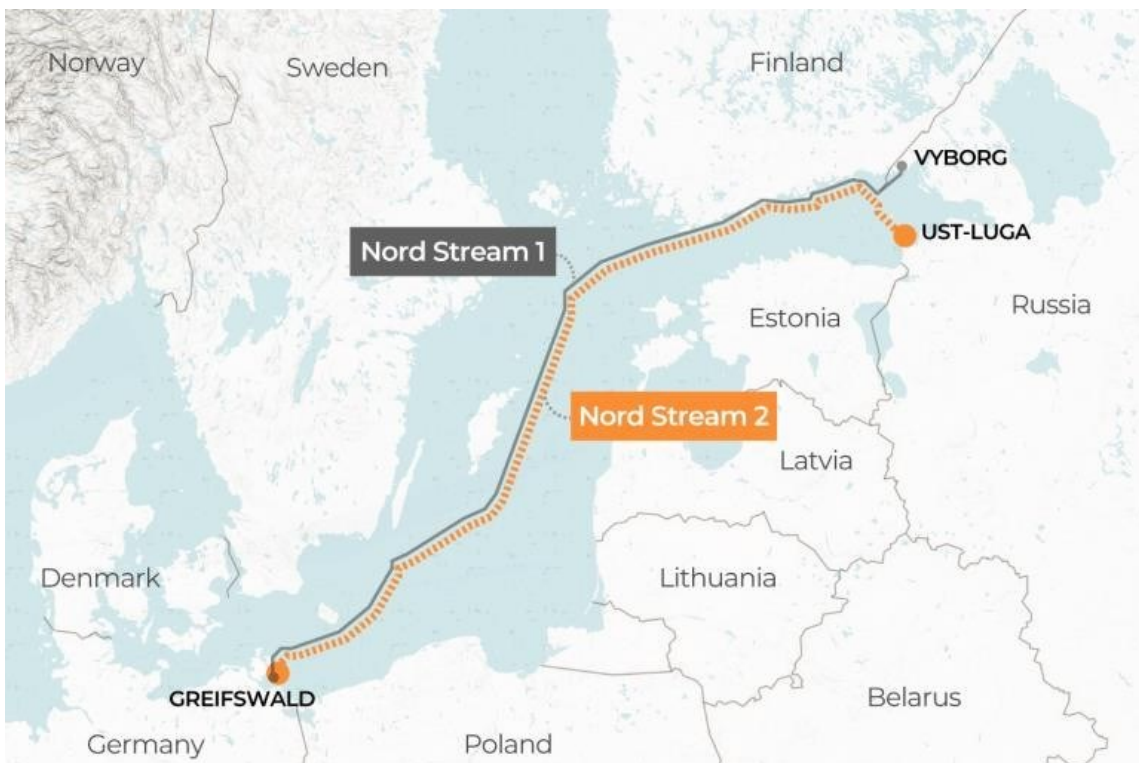 Norway
Sweden
Finland
VYBORG
UST-LUGA
Nord Stream 1
Russia
Estonia
Nord Stream 2
Latvia
Denmark
Lithuania
GREIFSWALD
Belarus
Germany
Poland